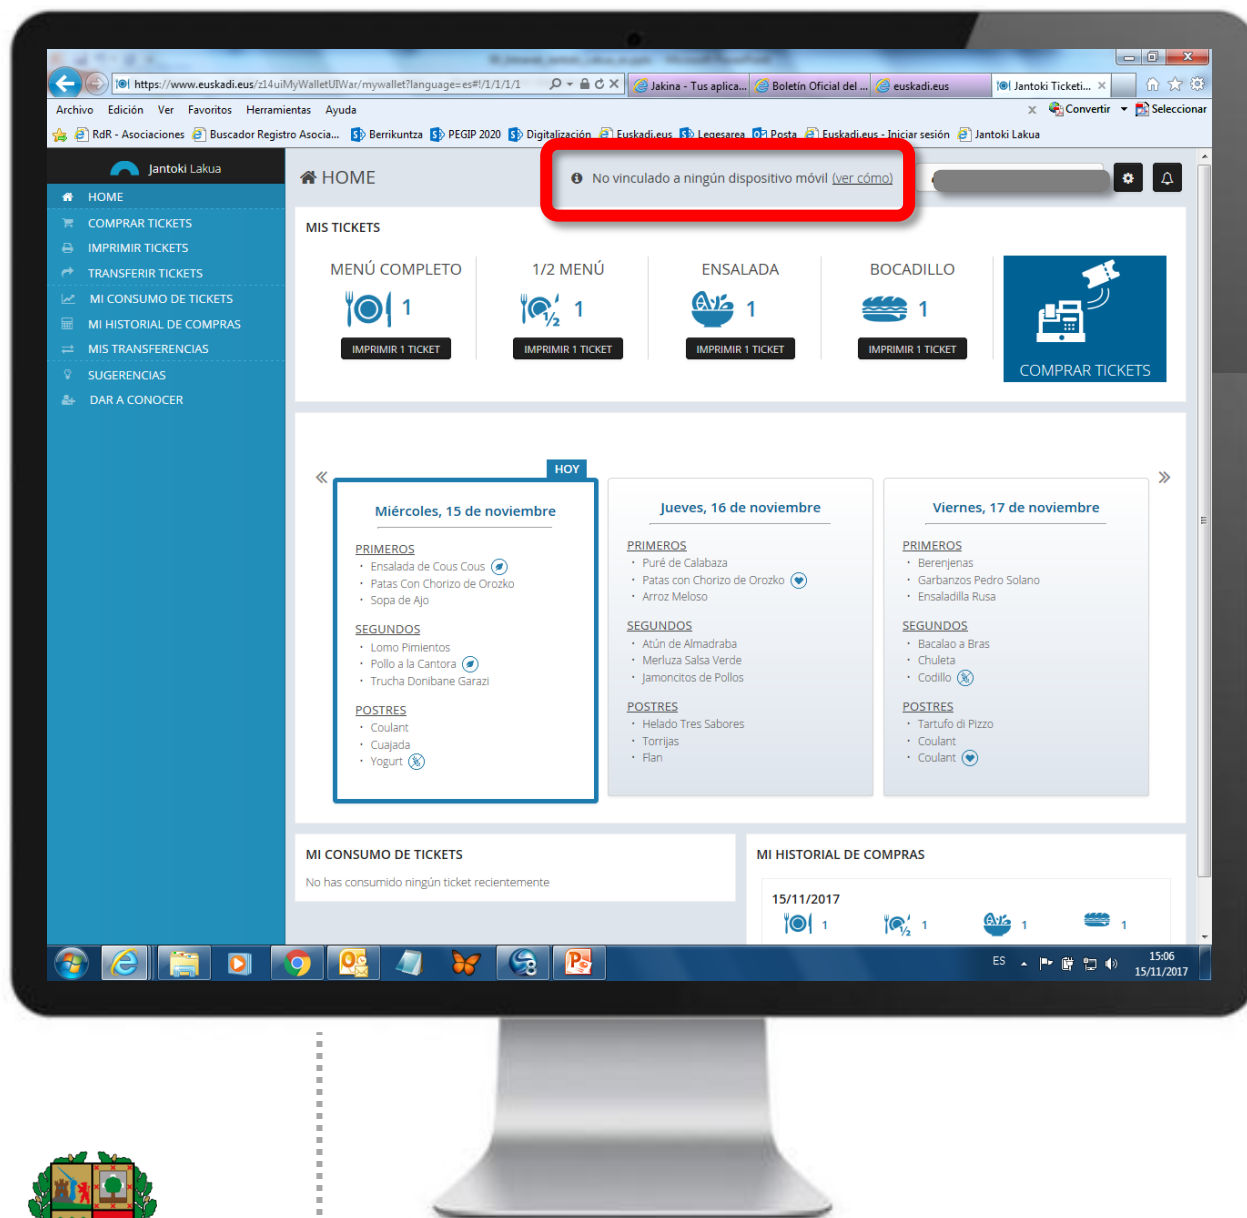 https://www.euskadi.eus/z14uiMyWalletUIWar/mywallet?language=es#!/1/1/1/1
Jakina - Tus aplica...
Boletín Oficial del ...
euskadi.eus
Jantoki Ticketi...
Archivo Edición Ver Favoritos Herramientas Ayuda
Convertir
Seleccionar
RdR - Asociaciones
Buscador Registro Asocia...
Berrikuntza
PEGIP 2020
Digitalización
Euskadi.eus
Legesarea
Posta
Euskadi.eus - Iniciar sesión
Jantoki Lakua
Jantoki Lakua
HOME
COMPRAR TICKETS
IMPRIMIR TICKETS
TRANSFERIR TICKETS
MI CONSUMO DE TICKETS
MI HISTORIAL DE COMPRAS
MIS TRANSFERENCIAS
SUGERENCIAS
DAR A CONOCER
HOME
No vinculado a ningún dispositivo móvil (ver cómo)
MIS TICKETS
MENÚ COMPLETO
1
IMPRIMIR 1 TICKET
1/2 MENÚ
1/2 1
IMPRIMIR 1 TICKET
ENSALADA
1
IMPRIMIR 1 TICKET
BOCADILLO
1
IMPRIMIR 1 TICKET
COMPRAR TICKETS
HOY
«
Miércoles, 15 de noviembre
PRIMEROS
· Ensalada de Cous Cous
· Patas Con Chorizo de Orozko
· Sopa de Ajo
SEGUNDOS
· Lomo Pimientos
· Pollo a la Cantora
· Trucha Donibane Garazi
POSTRES
· Coulant
· Cuajada
· Yogurt
Jueves, 16 de noviembre
PRIMEROS
· Puré de Calabaza
· Patas con Chorizo de Orozko
· Arroz Meloso
SEGUNDOS
· Atún de Almadraba
· Merluza Salsa Verde
· Jamoncitos de Pollos
POSTRES
· Helado Tres Sabores
· Torrijas
· Flan
»
Viernes, 17 de noviembre
PRIMEROS
· Berenjenas
· Garbanzos Pedro Solano
· Ensaladilla Rusa
SEGUNDOS
· Bacalao a Bras
· Chuleta
· Codillo
POSTRES
· Tartufo di Pizzo
· Coulant
· Coulant
MI CONSUMO DE TICKETS
No has consumido ningún ticket recientemente
MI HISTORIAL DE COMPRAS
15/11/2017
1
1/2 1
1
1
ES
15:06
15/11/2017